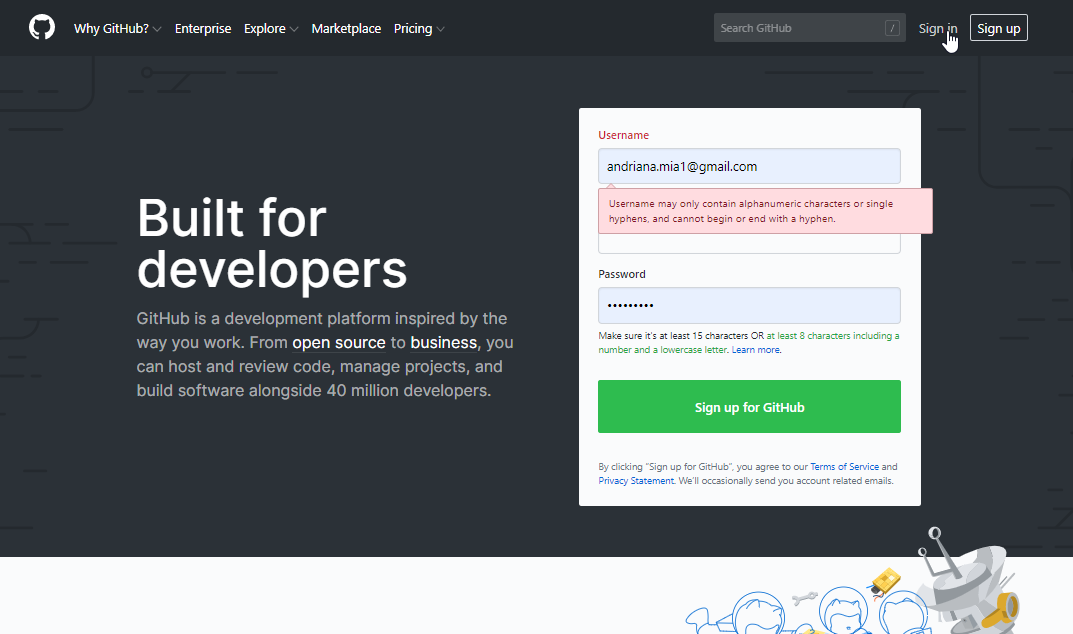 Why GitHub? Enterprise Explore Marketplace Pricing Search GitHub / Sign in Sign up
Built for
developers
GitHub is a development platform inspired by the
way you work. From open source to business, you
can host and review code, manage projects, and
build software alongside 40 million developers.
Username
andriana.mia1@gmail.com
Username may only contain alphanumeric characters or single
hyphens, and cannot begin or end with a hyphen.
Password
•••••••••
Make sure it's at least 15 characters OR at least 8 characters including a
number and a lowercase letter. Learn more.
Sign up for GitHub
By clicking "Sign up for GitHub", you agree to our Terms of Service and
Privacy Statement. We'll occasionally send you account related emails.